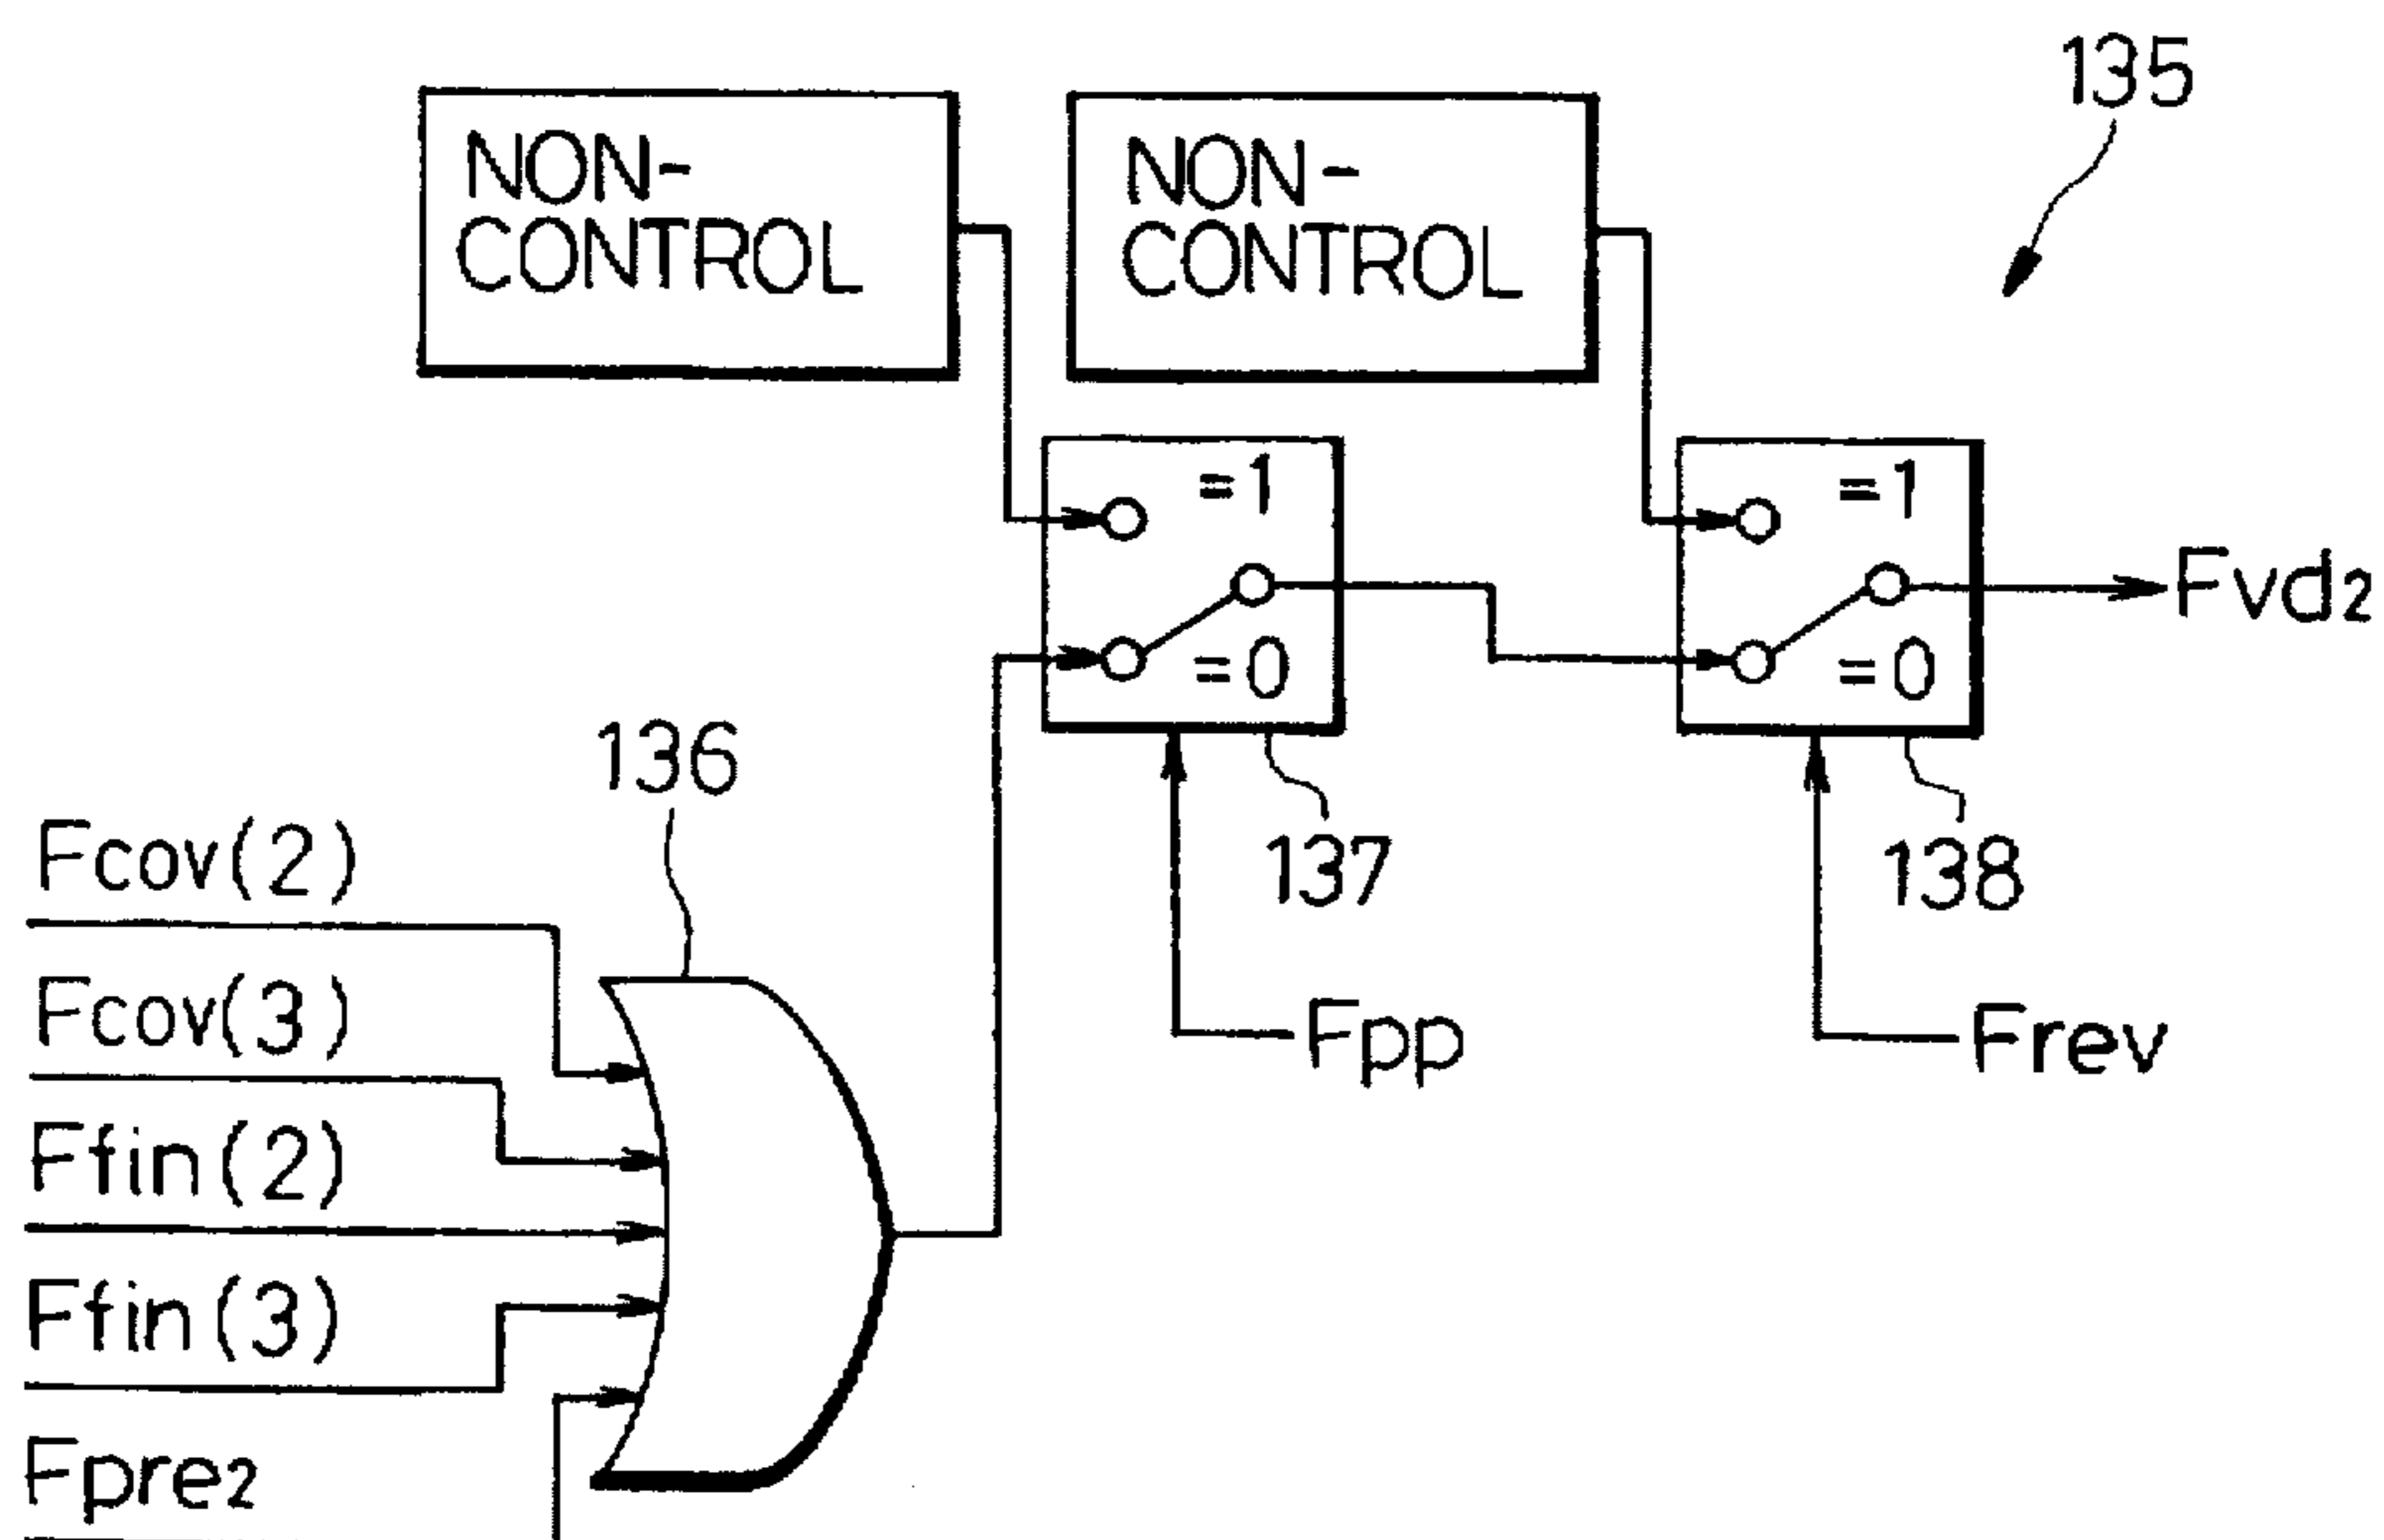 135
NON-
CONTROL
NON-
CONTROL
=1
=1
Fvd2
=0
=0
136
137
138
Fcov(2)
Fcov(3)
Fpp
Frev
Ffin(2)
Ffin(3)
Fpre2